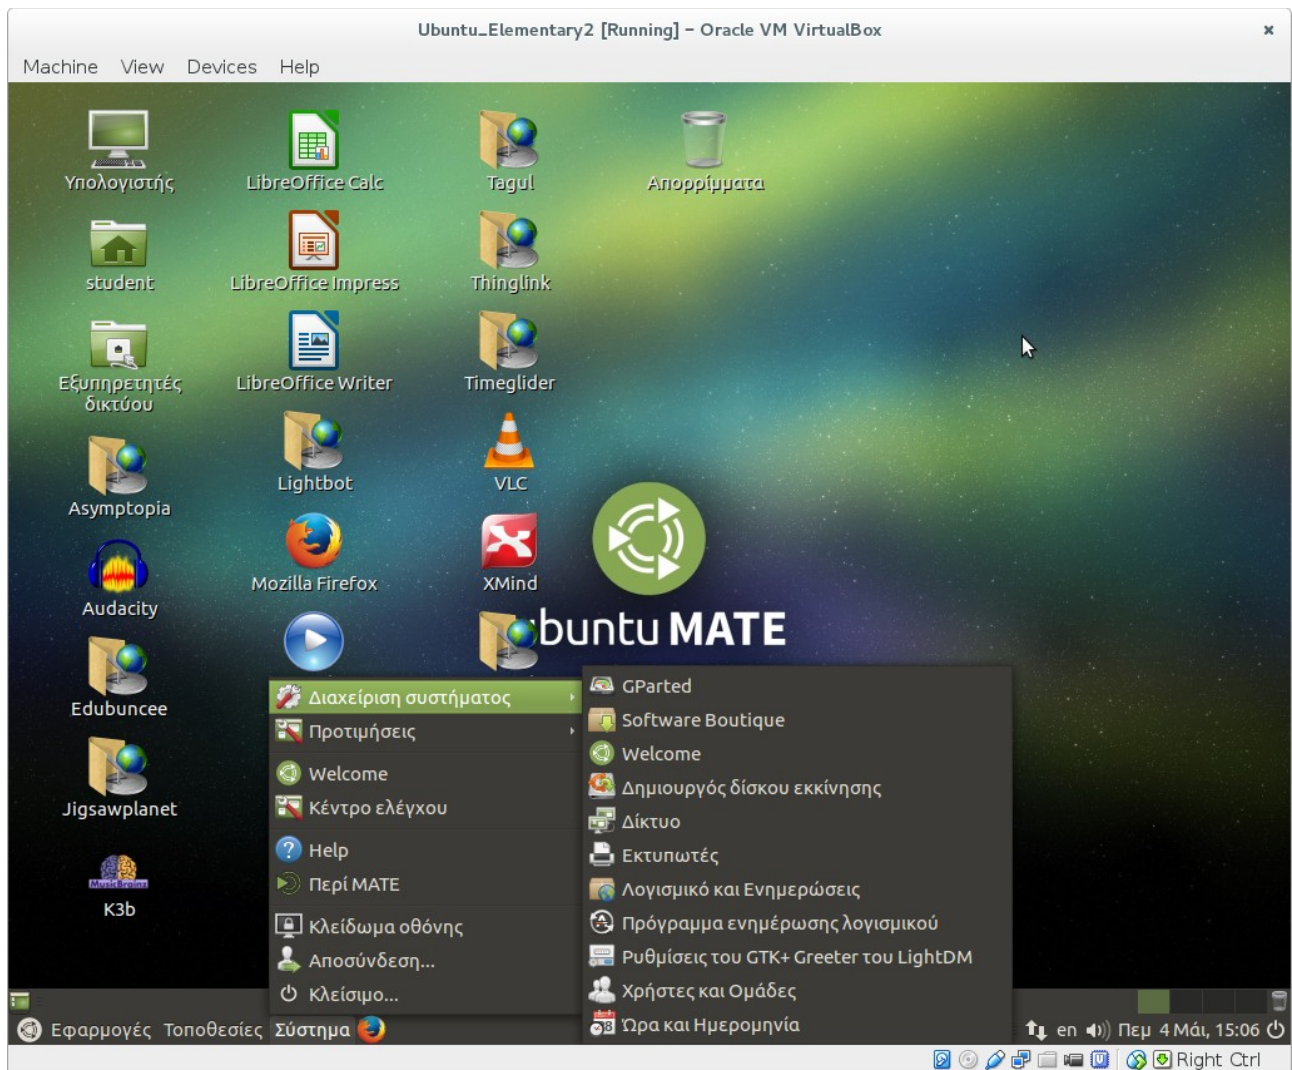 Ubuntu_Elementary2 [Running] – Oracle VM VirtualBox
Machine View Devices Help
Υπολογιστής
LibreOffice Calc
Tagul
Απορρίμματα
student
LibreOffice Impress
Thinglink
Εξυπηρετητές
δικτύου
LibreOffice Writer
Timeglider
Asymptopia
Lightbot
VLC
Audacity
Mozilla Firefox
XMind
ubuntu MATE
Edubuncee
Jigsawplanet
MusicBrainz
K3b
Διαχείριση συστήματος
Προτιμήσεις
Welcome
Κέντρο ελέγχου
Help
Περί MATE
Κλείδωμα οθόνης
Αποσύνδεση...
Κλείσιμο...
GParted
Software Boutique
Welcome
Δημιουργός δίσκου εκκίνησης
Δίκτυο
Εκτυπωτές
Λογισμικό και Ενημερώσεις
Πρόγραμμα ενημέρωσης λογισμικού
Ρυθμίσεις του GTK+ Greeter του LightDM
Χρήστες και Ομάδες
Ώρα και Ημερομηνία
Εφαρμογές Τοποθεσίες Σύστημα
en Πεμ 4 Μάι, 15:06
Right Ctrl